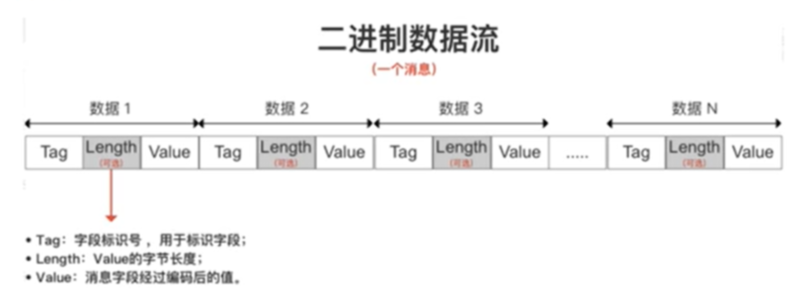 二进制数据流
(一个消息)
数据 1 数据 2 数据 3 数据 N
Tag Length Value Tag Length Value Tag Length Value ..... Tag Length Value
(可选) (可选) (可选) (可选)
• Tag：字段标识号 ，用于标识字段；
• Length：Value的字节长度；
• Value：消息字段经过编码后的值。